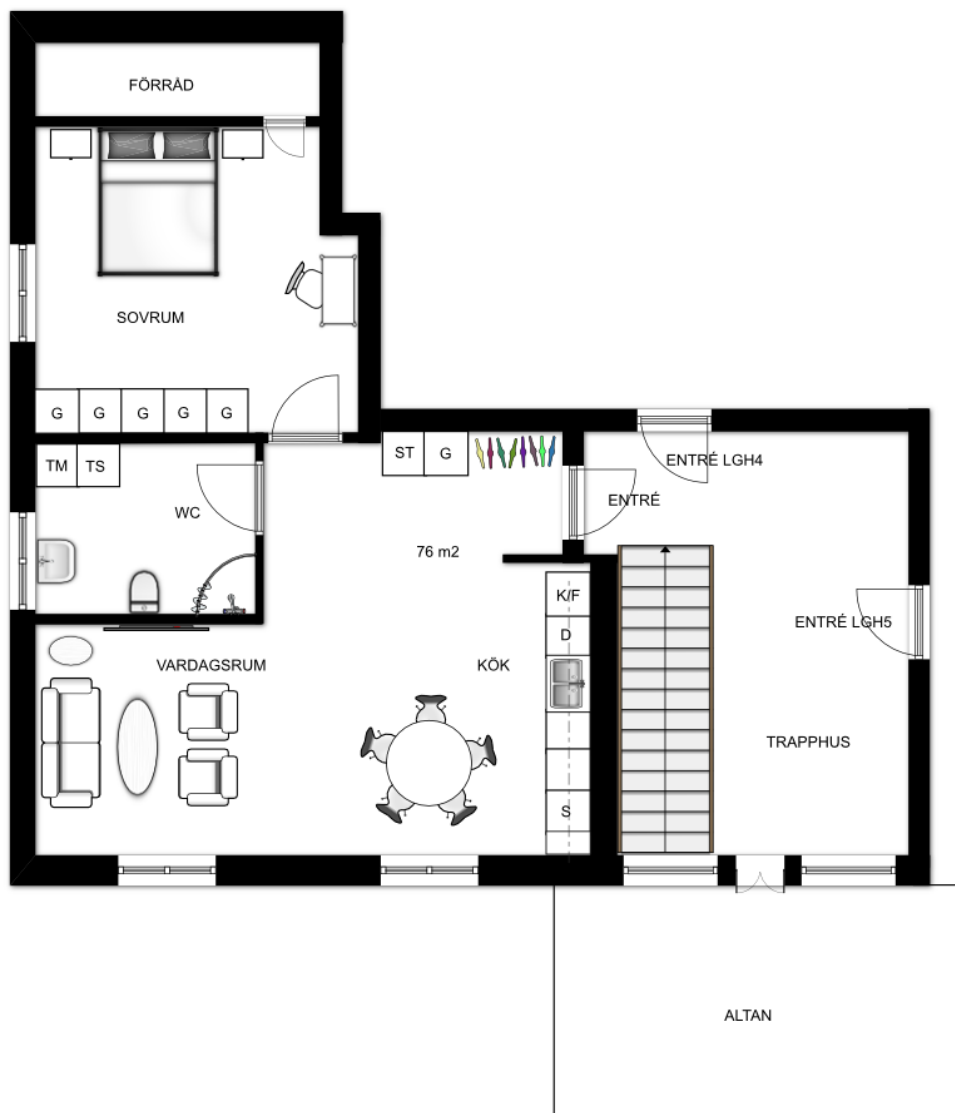 FÖRRÅD
SOVRUM
G G G G G
TM TS
WC
ST G
ENTRÉ LGH4
ENTRÉ
76 m2
K/F
D
ENTRÉ LGH5
VARDAGSRUM
KÖK
TRAPPHUS
S
ALTAN